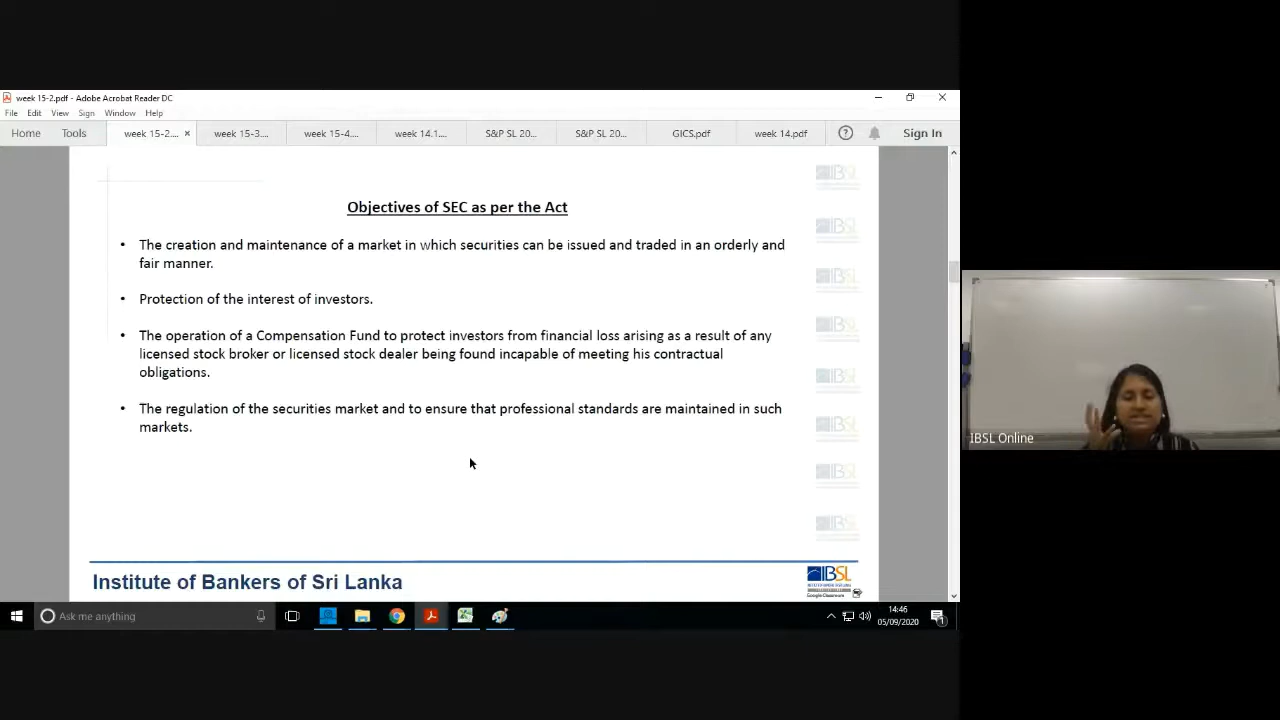 week 15-2.pdf - Adobe Acrobat Reader DC
File Edit View Sign Window Help
Home Tools week 15-2.... × week 15-3.... week 15-4.... week 14.1.... S&P SL 20... S&P SL 20... GICS.pdf week 14.pdf Sign In
Objectives of SEC as per the Act
• The creation and maintenance of a market in which securities can be issued and traded in an orderly and
fair manner.
• Protection of the interest of investors.
• The operation of a Compensation Fund to protect investors from financial loss arising as a result of any
licensed stock broker or licensed stock dealer being found incapable of meeting his contractual
obligations.
• The regulation of the securities market and to ensure that professional standards are maintained in such
markets.
IBSL Online
Institute of Bankers of Sri Lanka
IBSL
Google Classroom
Ask me anything
14:46
05/09/2020